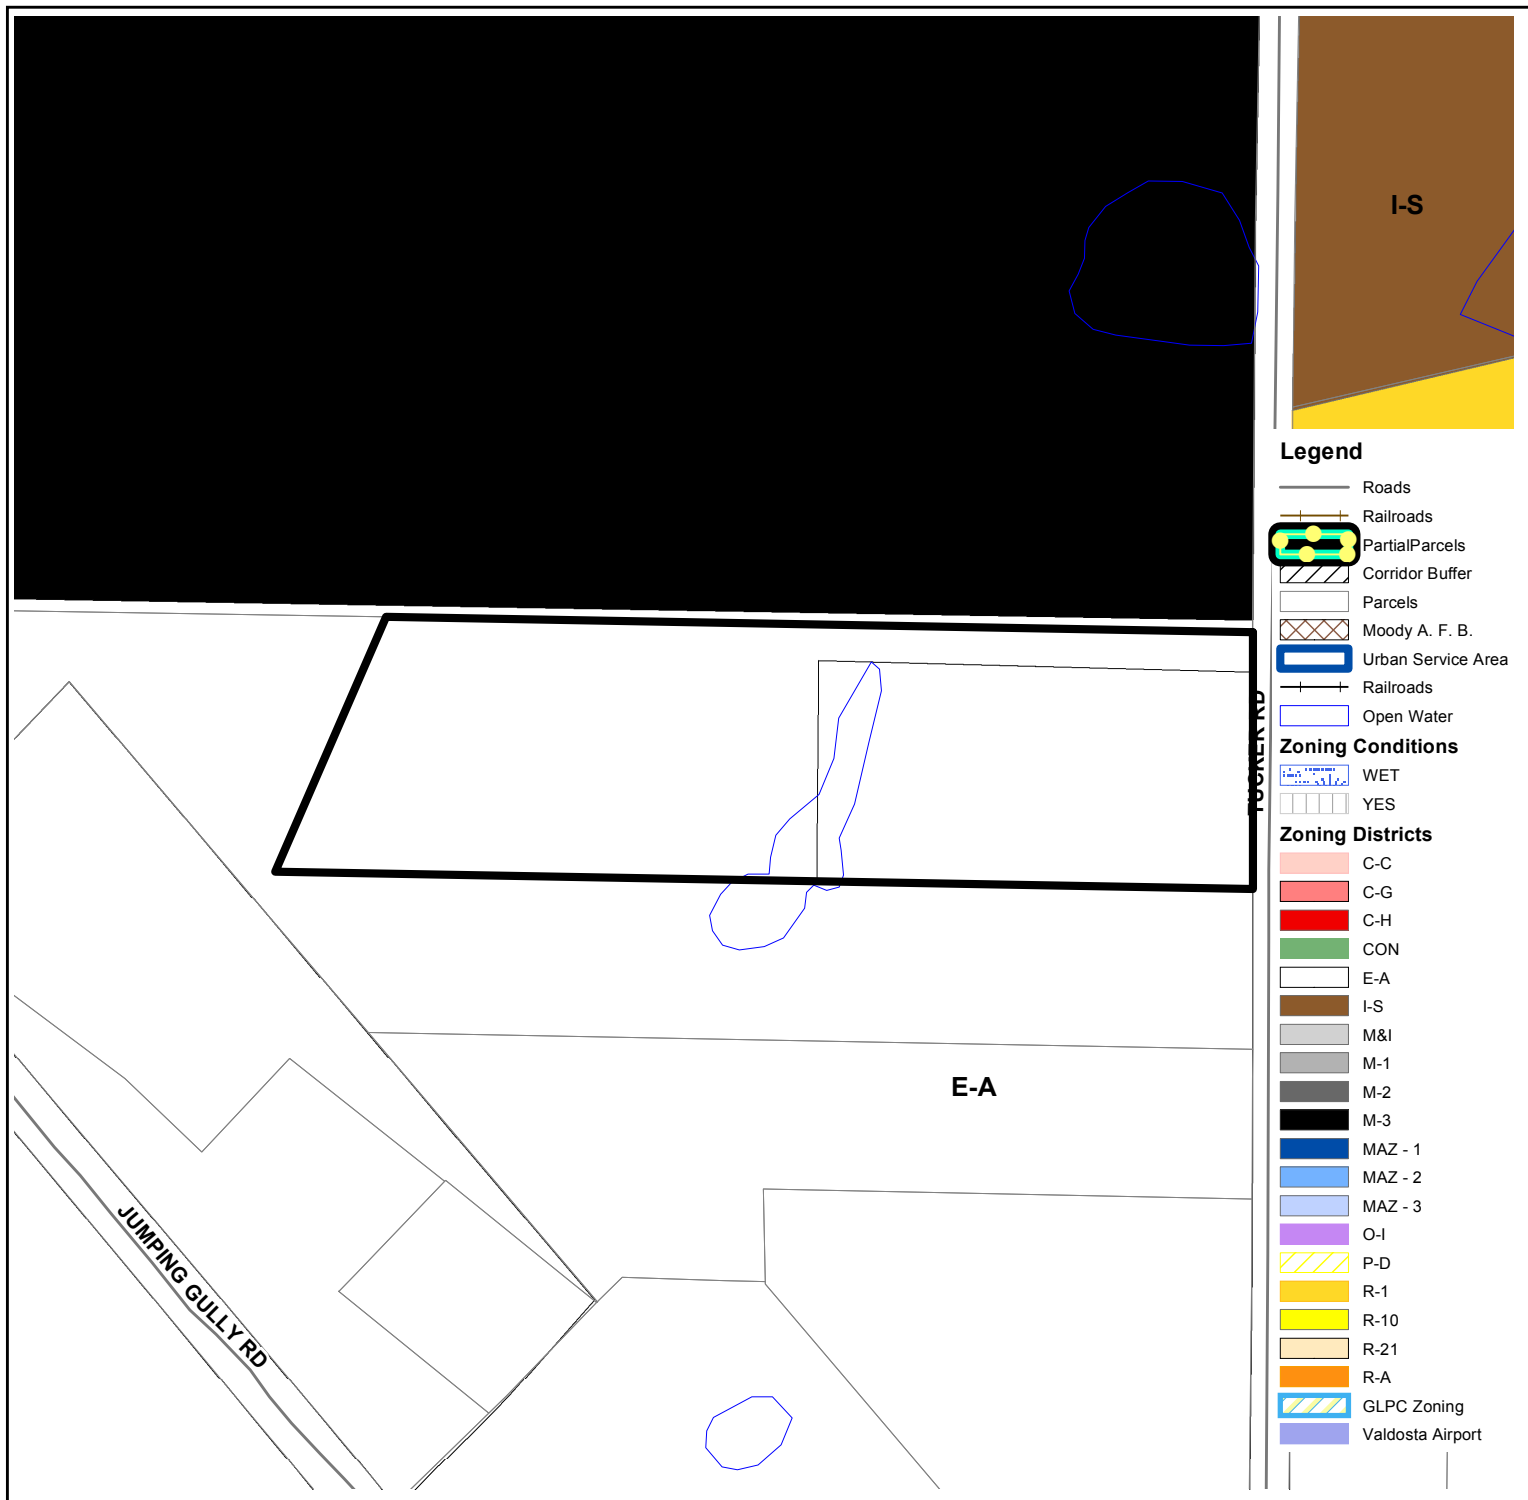 I-S
Legend
Roads
Railroads
PartialParcels
Corridor Buffer
Parcels
Moody A. F. B.
Urban Service Area
Railroads
Open Water
Zoning Conditions
WET
YES
Zoning Districts
C-C
C-G
C-H
CON
E-A
I-S
M&I
M-1
M-2
M-3
MAZ - 1
MAZ - 2
MAZ - 3
O-I
P-D
R-1
R-10
R-21
R-A
GLPC Zoning
Valdosta Airport
TUCKER RD
E-A
JUMPING GULLY RD